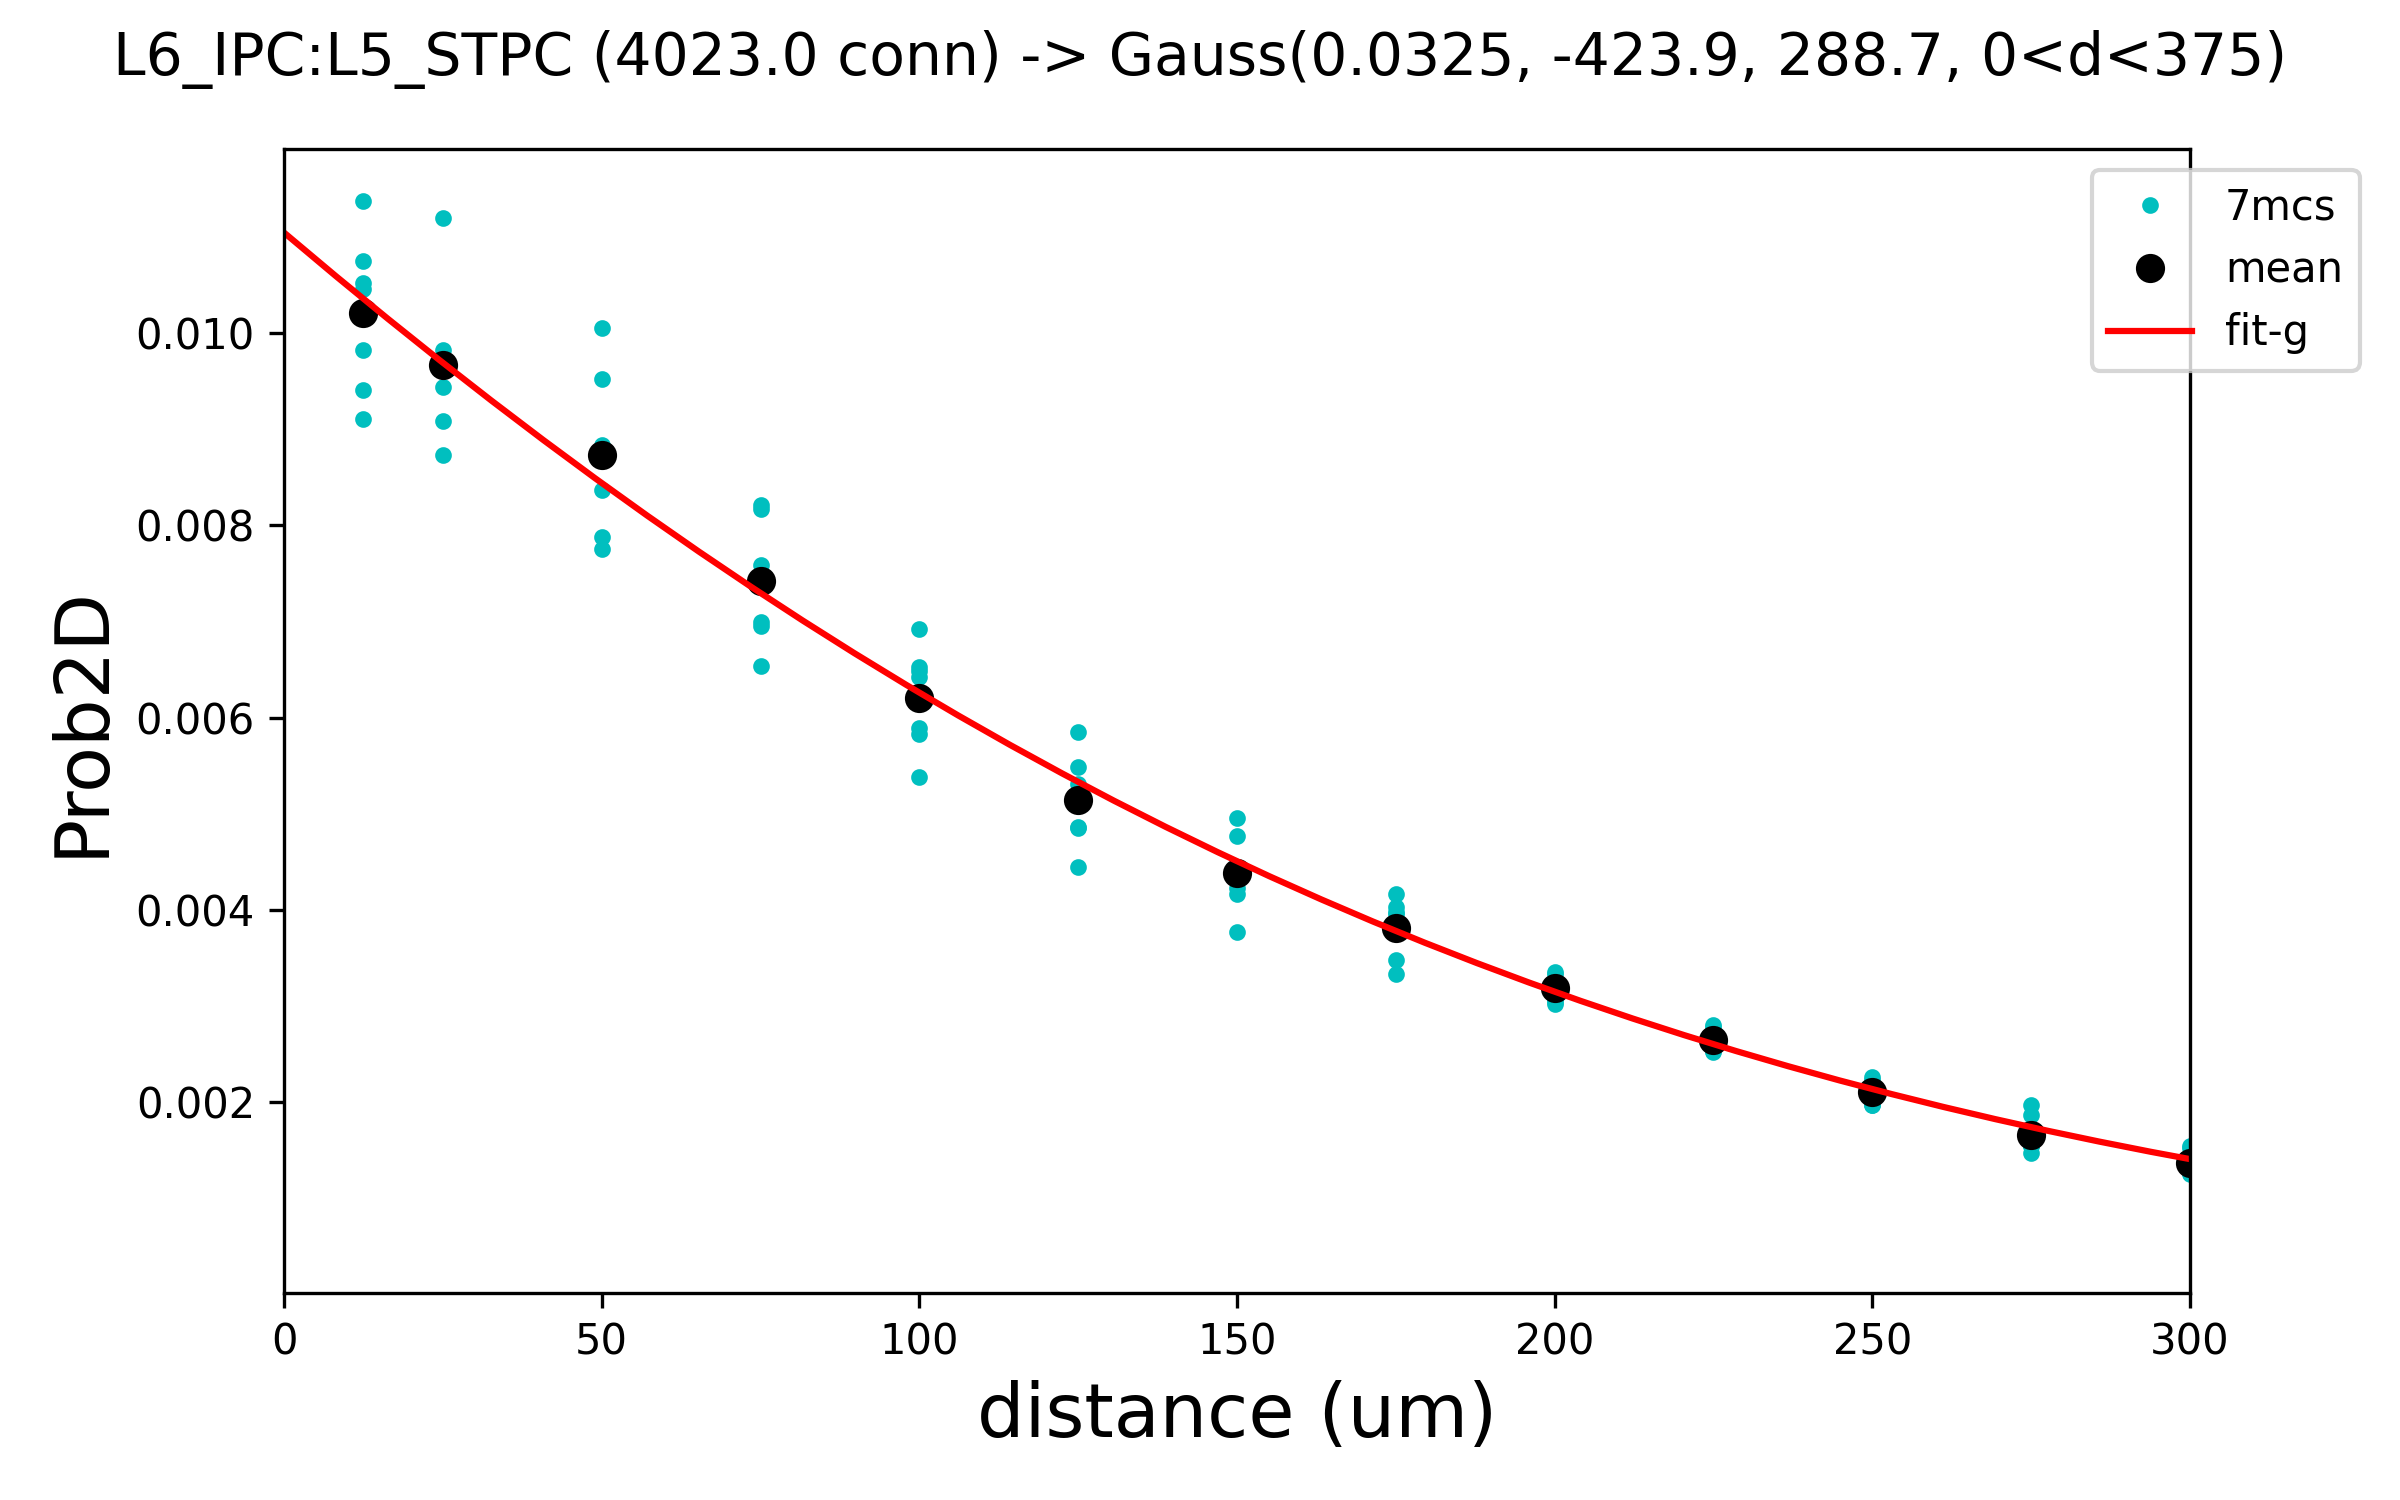 L6_IPC:L5_STPC (4023.0 conn) -> Gauss(0.0325, -423.9, 288.7, 0<d<375)
7mcs
mean
fit-g
Prob2D
0.010
0.008
0.006
0.004
0.002
0 50 100 150 200 250 300
distance (um)